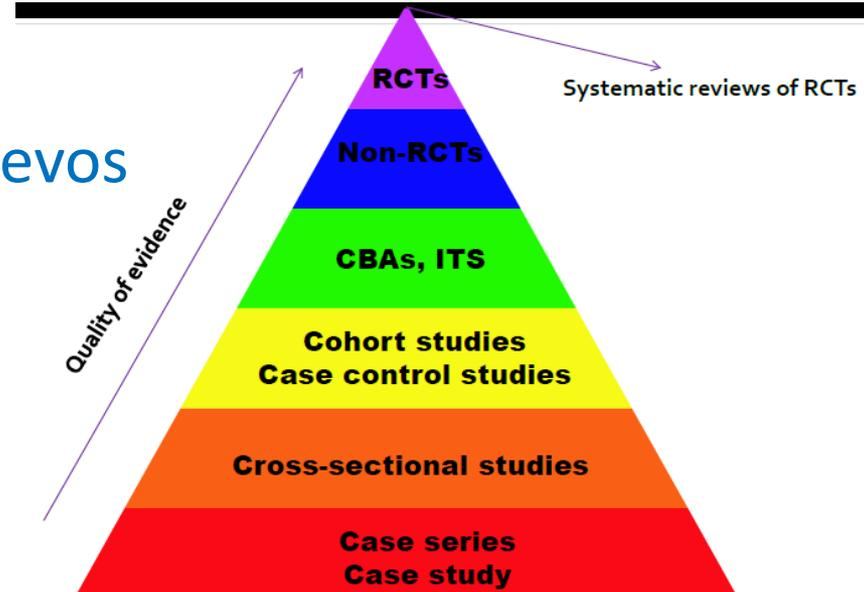 RCTs
Systematic reviews of RCTs
evos
Non-RCTs
Quality of evidence
CBAs, ITS
Cohort studies
Case control studies
Cross-sectional studies
Case series
Case study